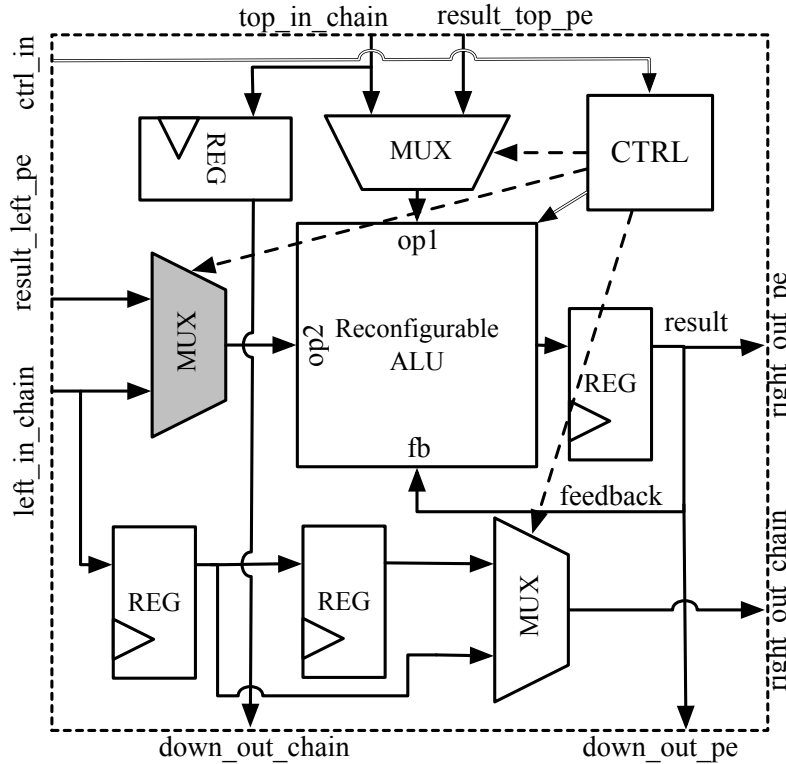 top_in_chain
result_top_pe
ctrl_in
REG
MUX
CTRL
result_left_pe
op1
MUX
op2
Reconfigurable
ALU
result
right_out_pe
REG
left_in_chain
fb
feedback
REG
REG
MUX
right_out_chain
down_out_chain
down_out_pe